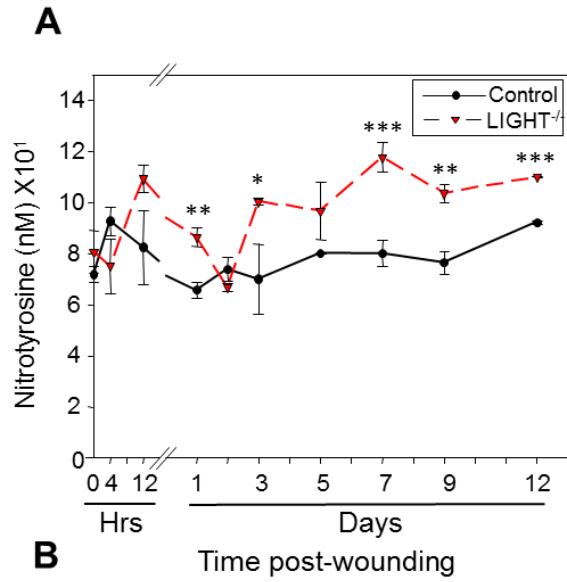 A
Nitrotyrosine (nM) X10¹
14
12
10
8
6
4
2
0
Control
LIGHT⁻/⁻
**
*
***
**
***
0 4 12 1 3 5 7 9 12
Hrs Days
B Time post-wounding